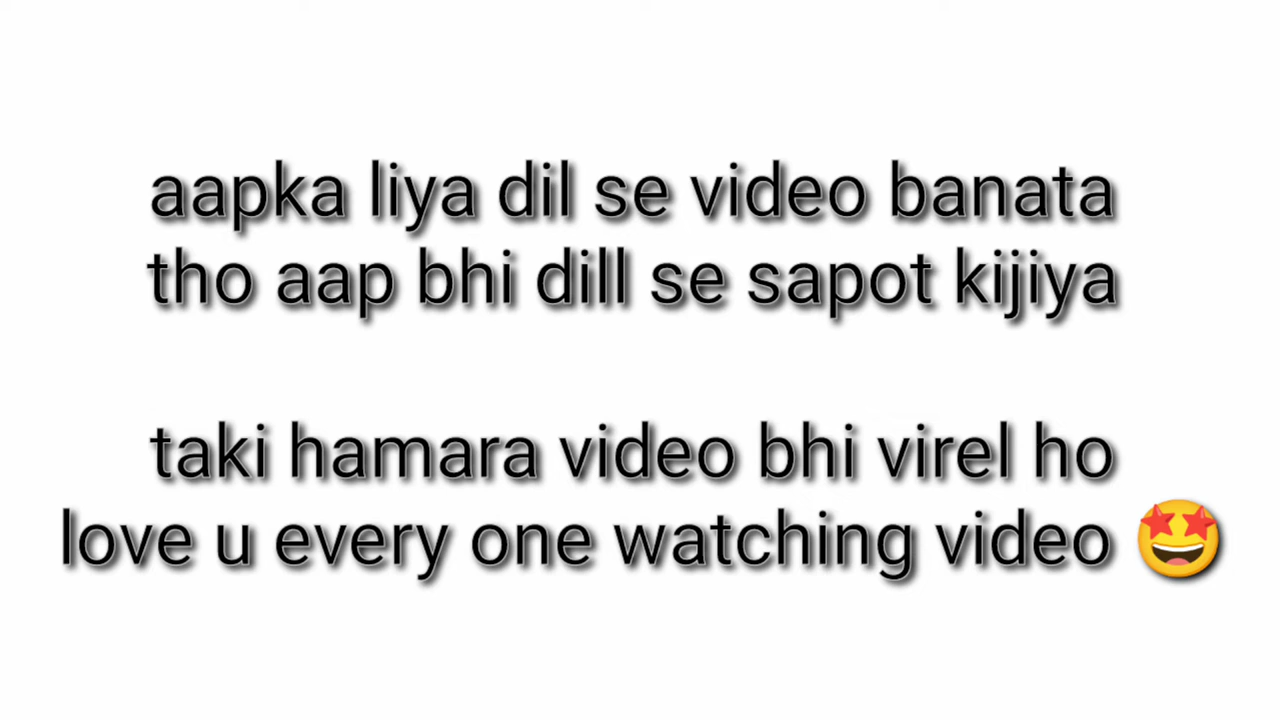 aapka liya dil se video banata
tho aap bhi dill se sapot kijiya
taki hamara video bhi virel ho
love u every one watching video 🤩